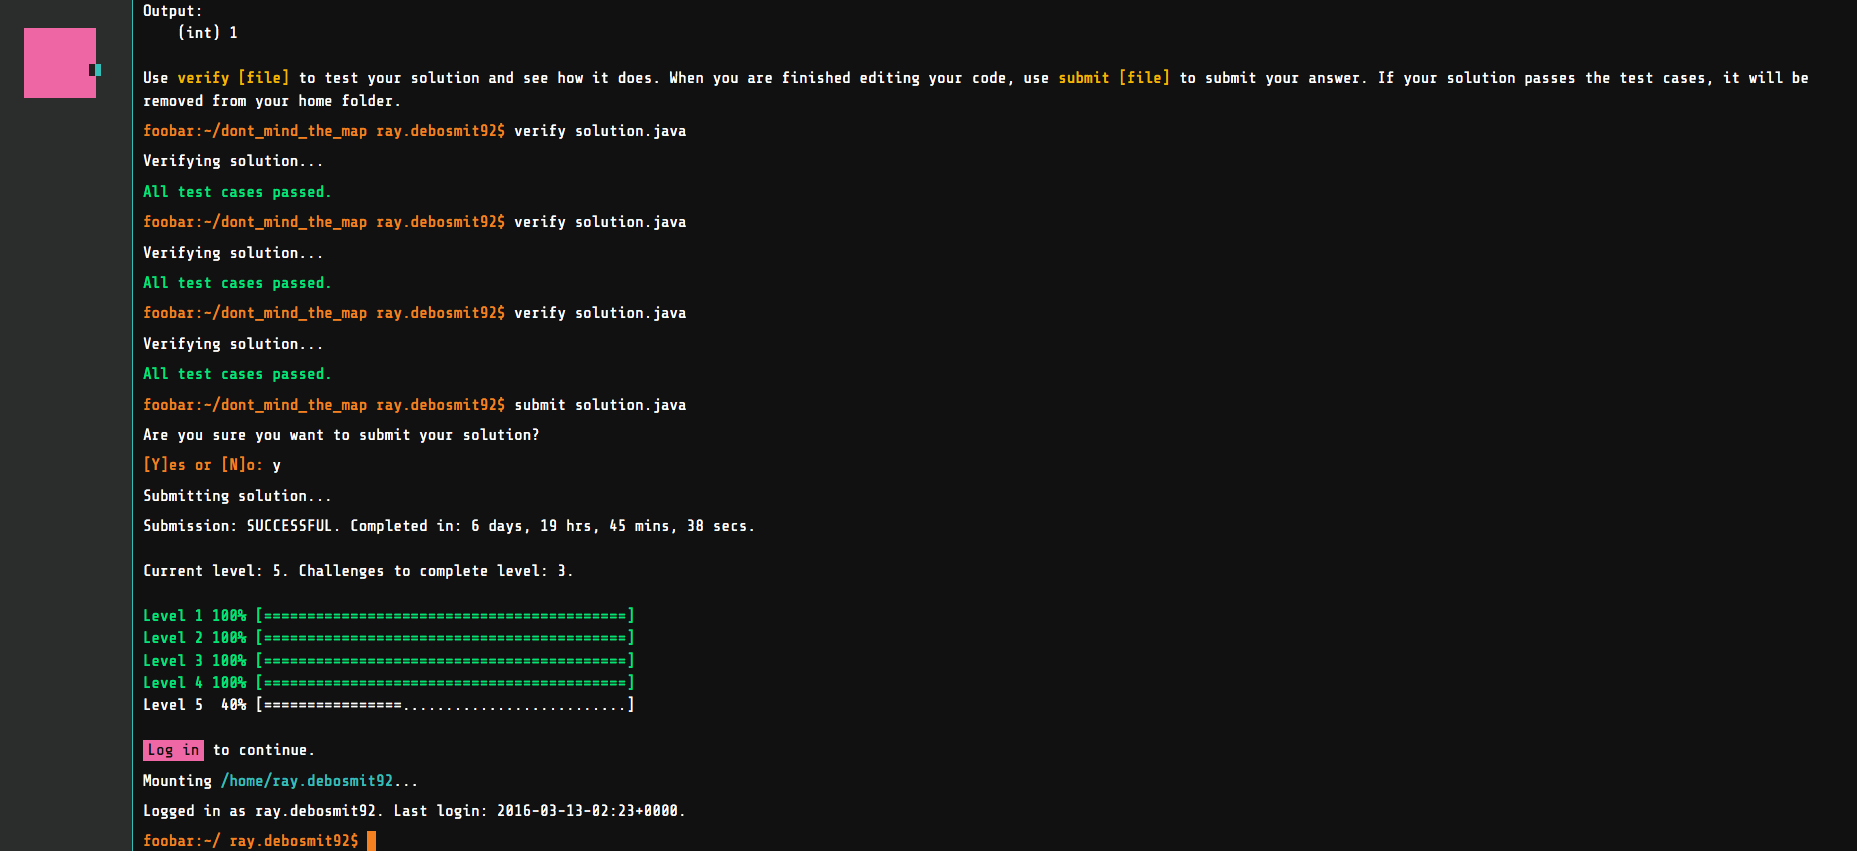 Output:
(int) 1
Use verify [file] to test your solution and see how it does. When you are finished editing your code, use submit [file] to submit your answer. If your solution passes the test cases, it will be
removed from your home folder.
foobar:~/dont_mind_the_map ray.debosmit92$ verify solution.java
Verifying solution...
All test cases passed.
foobar:~/dont_mind_the_map ray.debosmit92$ verify solution.java
Verifying solution...
All test cases passed.
foobar:~/dont_mind_the_map ray.debosmit92$ verify solution.java
Verifying solution...
All test cases passed.
foobar:~/dont_mind_the_map ray.debosmit92$ submit solution.java
Are you sure you want to submit your solution?
[Y]es or [N]o: y
Submitting solution...
Submission: SUCCESSFUL. Completed in: 6 days, 19 hrs, 45 mins, 38 secs.
Current level: 5. Challenges to complete level: 3.
Level 1 100% [==========================================]
Level 2 100% [==========================================]
Level 3 100% [==========================================]
Level 4 100% [==========================================]
Level 5  40% [================..........................]
Log in to continue.
Mounting /home/ray.debosmit92...
Logged in as ray.debosmit92. Last login: 2016-03-13-02:23+0000.
foobar:~/ ray.debosmit92$